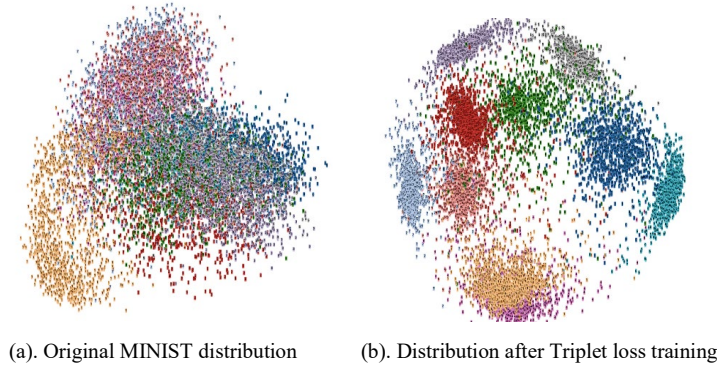 (a). Original MINIST distribution
(b). Distribution after Triplet loss training